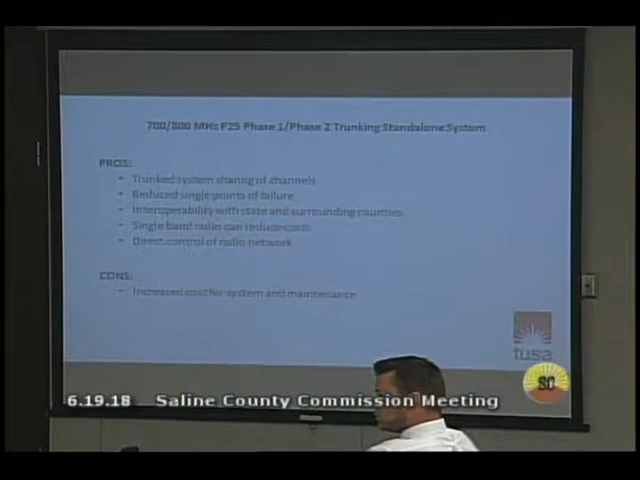 700/800 MHz P25 Phase 1/Phase 2 Trunking Standalone System
PROS:
• Trunked system sharing of channels
• Reduced single points of failure
• Interoperability with state and surrounding counties
• Single band radio can reduce costs
• Direct control of radio network
CONS:
• Increased cost for system and maintenance
tusa
SC
6.19.18 Saline County Commission Meeting